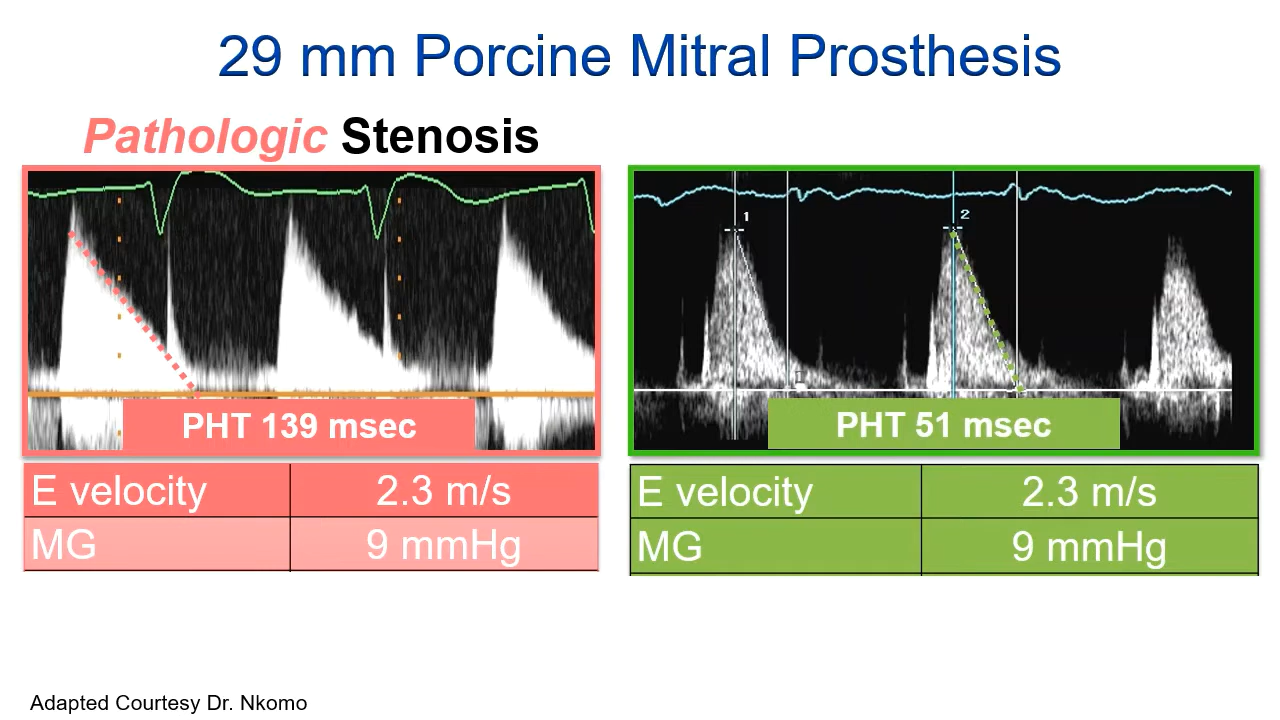 29 mm Porcine Mitral Prosthesis
Pathologic Stenosis
PHT 139 msec
E velocity 2.3 m/s
MG 9 mmHg
1
2
PHT 51 msec
E velocity 2.3 m/s
MG 9 mmHg
Adapted Courtesy Dr. Nkomo